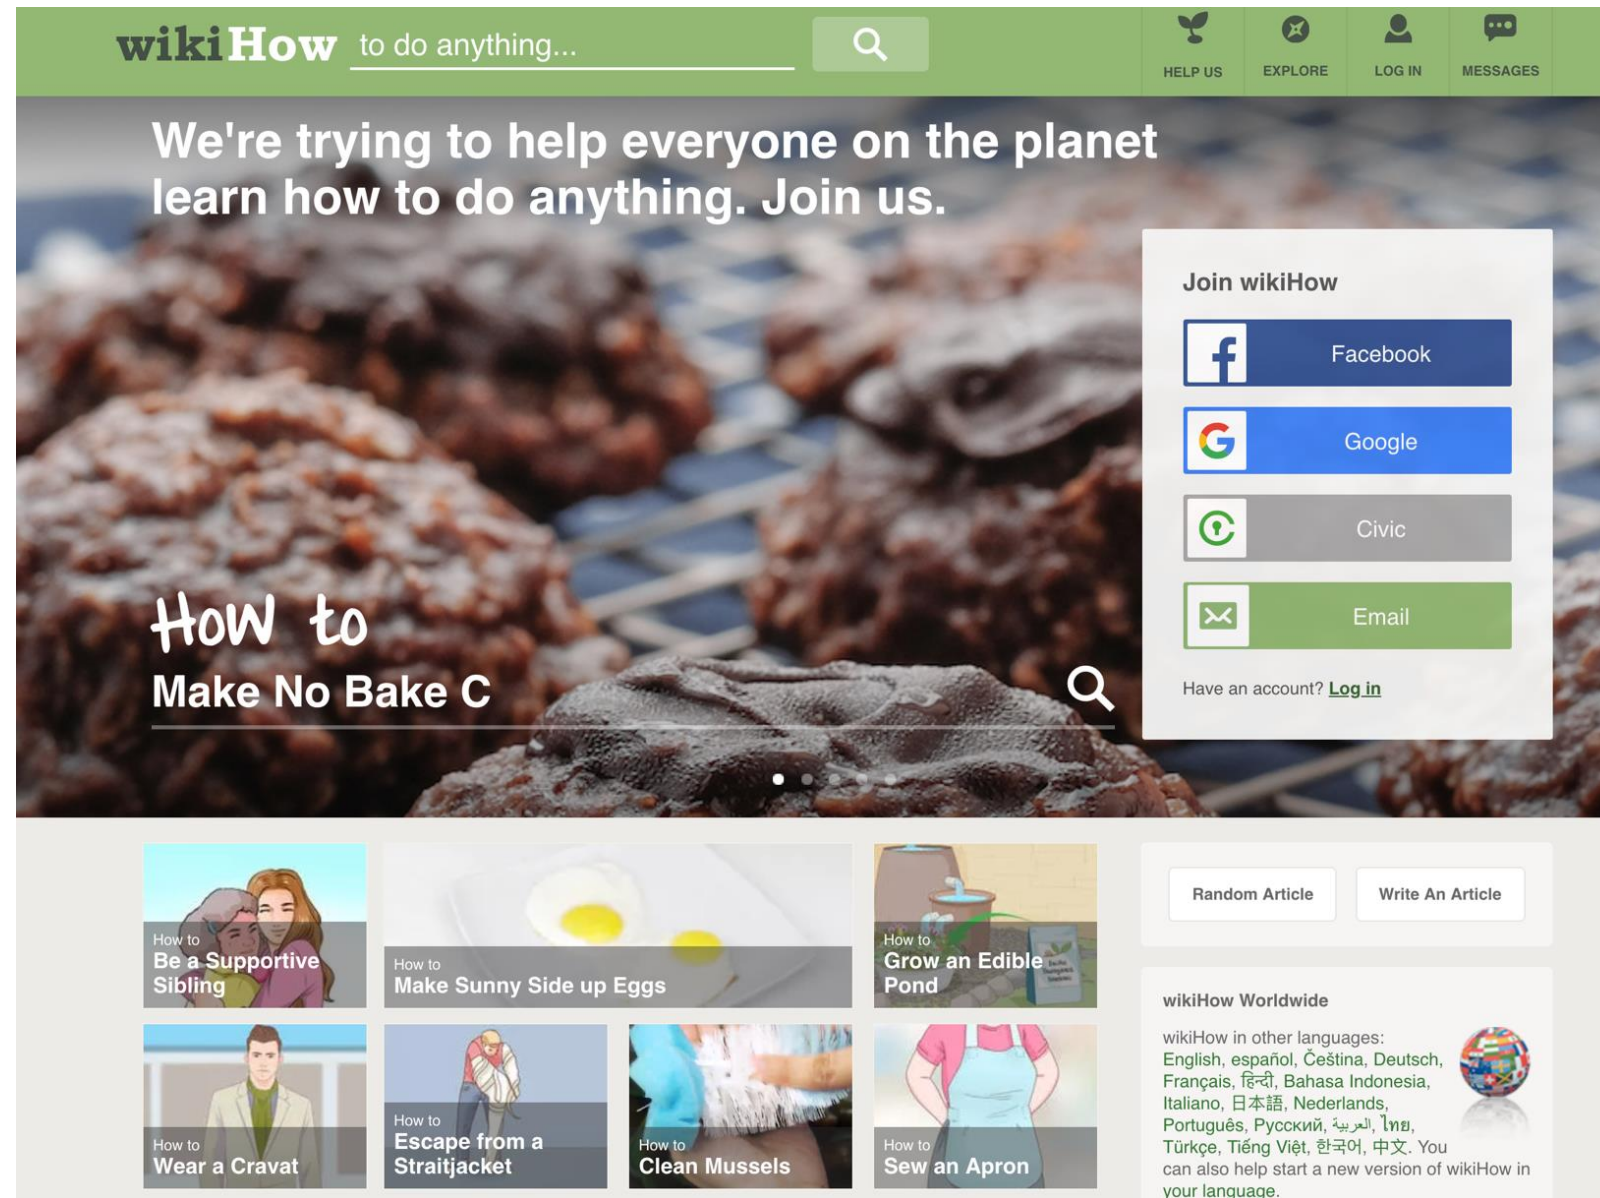 wikiHow to do anything...
HELP US
EXPLORE
LOG IN
MESSAGES
We're trying to help everyone on the planet
learn how to do anything. Join us.
Join wikiHow
Facebook
Google
Civic
Email
Have an account? Log in
How to
Make No Bake C
How to
Be a Supportive
Sibling
How to
Make Sunny Side up Eggs
How to
Grow an Edible
Pond
How to
Wear a Cravat
How to
Escape from a
Straitjacket
How to
Clean Mussels
How to
Sew an Apron
Random Article
Write An Article
wikiHow Worldwide
wikiHow in other languages:
English, español, Čeština, Deutsch,
Français, हिन्दी, Bahasa Indonesia,
Italiano, 日本語, Nederlands,
Português, Русский, العربية, ไทย,
Türkçe, Tiếng Việt, 한국어, 中文. You
can also help start a new version of wikiHow in
your language.